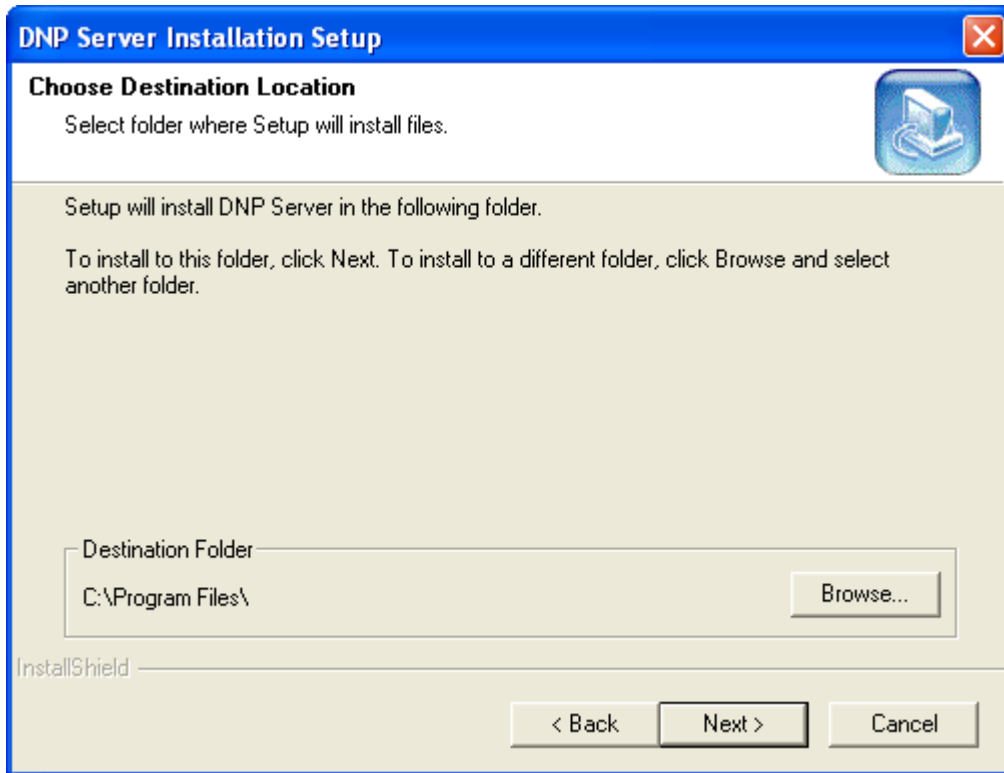 DNP Server Installation Setup
Choose Destination Location
Select folder where Setup will install files.
Setup will install DNP Server in the following folder.
To install to this folder, click Next. To install to a different folder, click Browse and select
another folder.
Destination Folder
C:\Program Files\
Browse...
InstallShield
< Back
Next >
Cancel